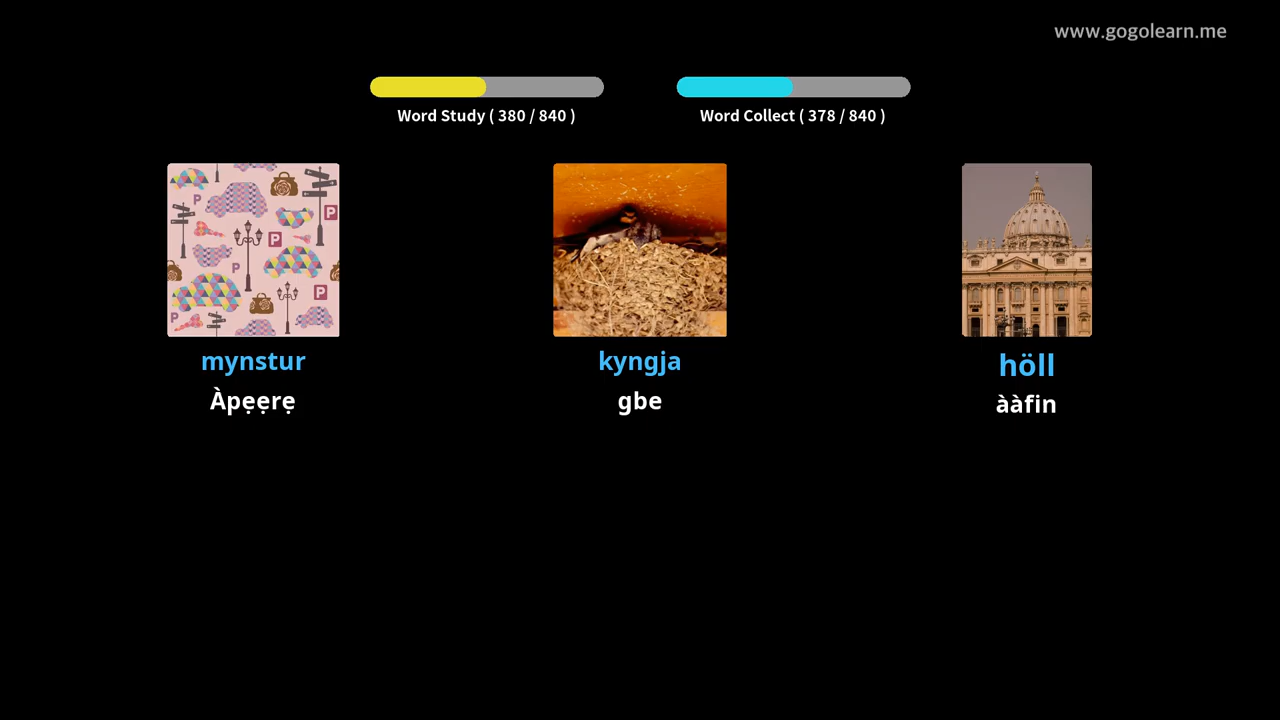 www.gogolearn.me
Word Study ( 380 / 840 )
Word Collect ( 378 / 840 )
P
P
P
P
P
P
mynstur
kyngja
höll
Àpẹẹrẹ
gbe
ààfin